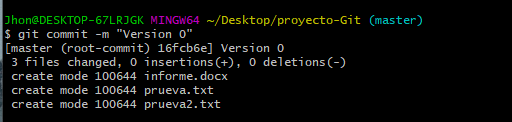 Jhon@DESKTOP-67LRJGK MINGW64 ~/Desktop/proyecto-Git (master)
$ git commit -m "Version 0"
[master (root-commit) 16fcb6e] Version 0
 3 files changed, 0 insertions(+), 0 deletions(-)
 create mode 100644 informe.docx
 create mode 100644 prueva.txt
 create mode 100644 prueva2.txt